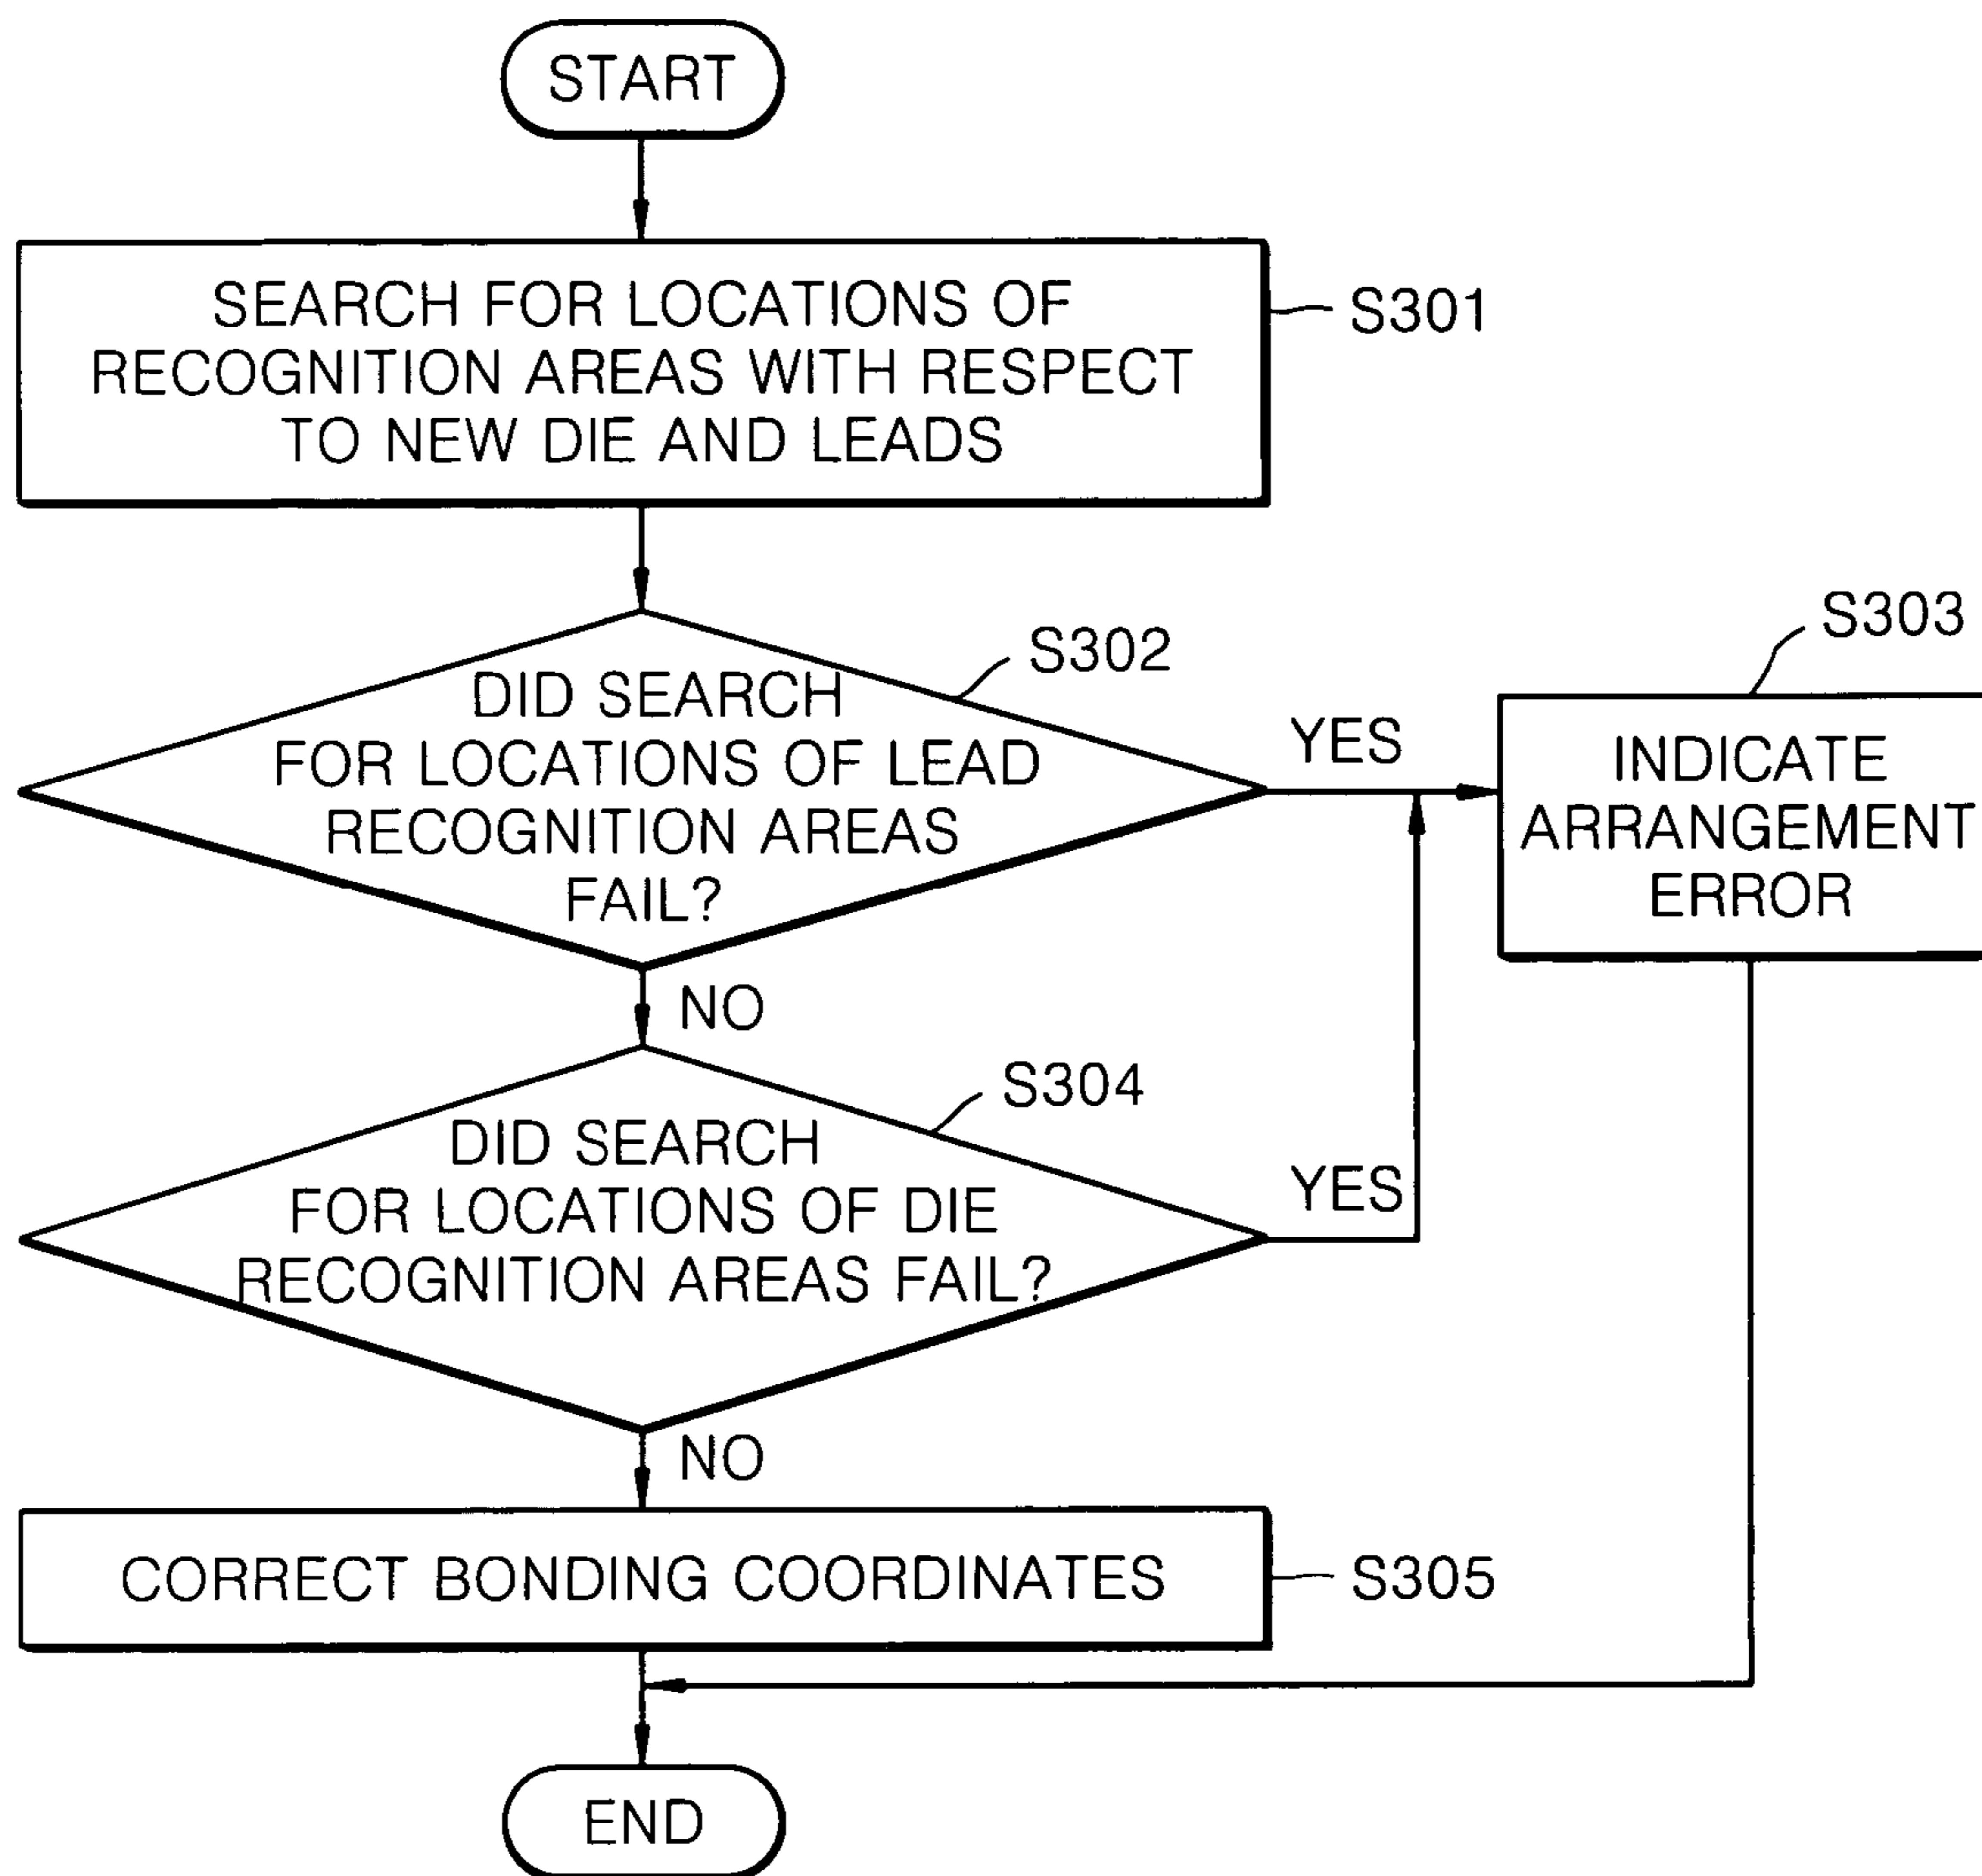 START
SEARCH FOR LOCATIONS OF
RECOGNITION AREAS WITH RESPECT
TO NEW DIE AND LEADS
S301
DID SEARCH
FOR LOCATIONS OF LEAD
RECOGNITION AREAS
FAIL?
S302
YES
S303
INDICATE
ARRANGEMENT
ERROR
NO
DID SEARCH
FOR LOCATIONS OF DIE
RECOGNITION AREAS FAIL?
S304
YES
NO
CORRECT BONDING COORDINATES
S305
END